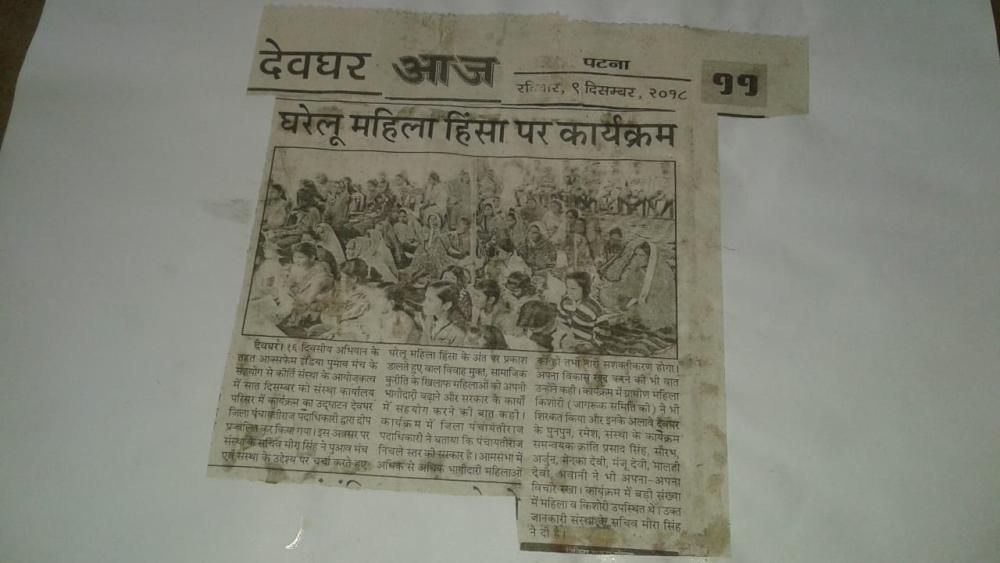 देवघर
आज
पटना
रविवार, ९ दिसम्बर, २०१८
११
घरेलू महिला हिंसा पर कार्यक्रम
देवघर। १६ दिवसीय अभियान के
तहत आक्सफेम इंडिया पुमाव मंच के
सहयोग से कीर्ति संस्था के आयोजकत्व
में सात दिसम्बर को संस्था कार्यालय
परिसर में कार्यक्रम का उद्घाटन देवघर
जिला पंचायतीराज पदाधिकारी द्वारा दीप
प्रज्वलित कर किया गया। इस अवसर पर
संस्था के सचिव मीरा सिंह ने पुआव मंच
एवं संस्था के उद्देश्य पर चर्चा करते हुए
घरेलू महिला हिंसा के अंत पर प्रकाश
डालते हुए वाल विवाह मुक्त, सामाजिक
कुरीति के खिलाफ महिलाओं को अपनी
भागीदारी बढ़ाने और सरकार के कार्यो
में सहयोग करने की बात कही।
कार्यक्रम में जिला पंचायतीराज
पदाधिकारी ने बताया कि पंचायतीराज
निचले स्तर की सरकार है। आमसभा में
अधिक से अधिक भागीदारी महिलाओं
की हो तभी नारी सशक्तीकरण होगा।
अपना विकास खुद करने की भी बात
उन्होंने कही। कार्यक्रम में ग्रामीण महिला
किशोरी ( जागरूक समिति की ) ने भी
शिरकत किया और इनके अलावे देवघर
के पुनपुन, रमेश, संस्था के कार्यक्रम
समन्वयक क्रांति प्रसाद सिंह, सौरभ,
अर्जुन, मेनका देवी, मंजू देवी, मालही
देवी, भवानी ने भी अपना-अपना
विचार रखा। कार्यक्रम में बड़ी संख्या
में महिला व किशोरी उपस्थित थे। उक्त
जानकारी संस्था के सचिव मीरा सिंह
ने दी है।